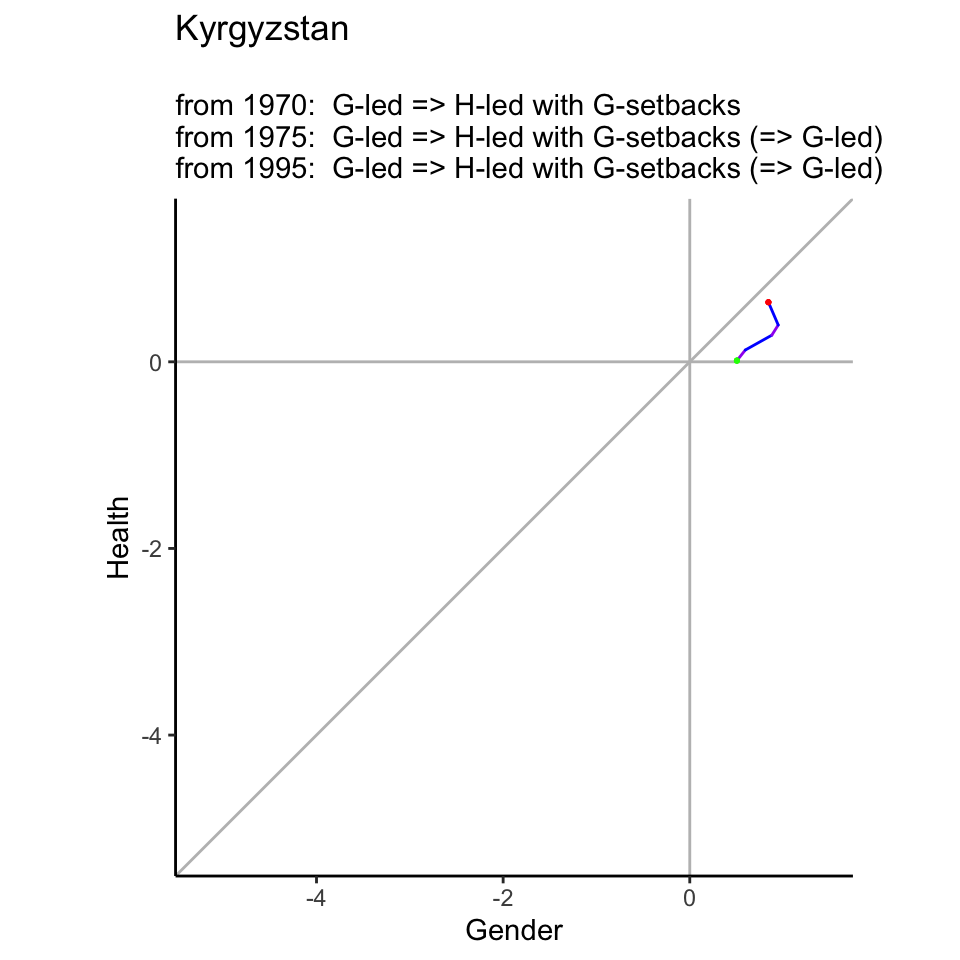 Kyrgyzstan
from 1970:  G-led => H-led with G-setbacks
from 1975:  G-led => H-led with G-setbacks (=> G-led)
from 1995:  G-led => H-led with G-setbacks (=> G-led)
0
Health
-2
-4
-4 -2 0
Gender